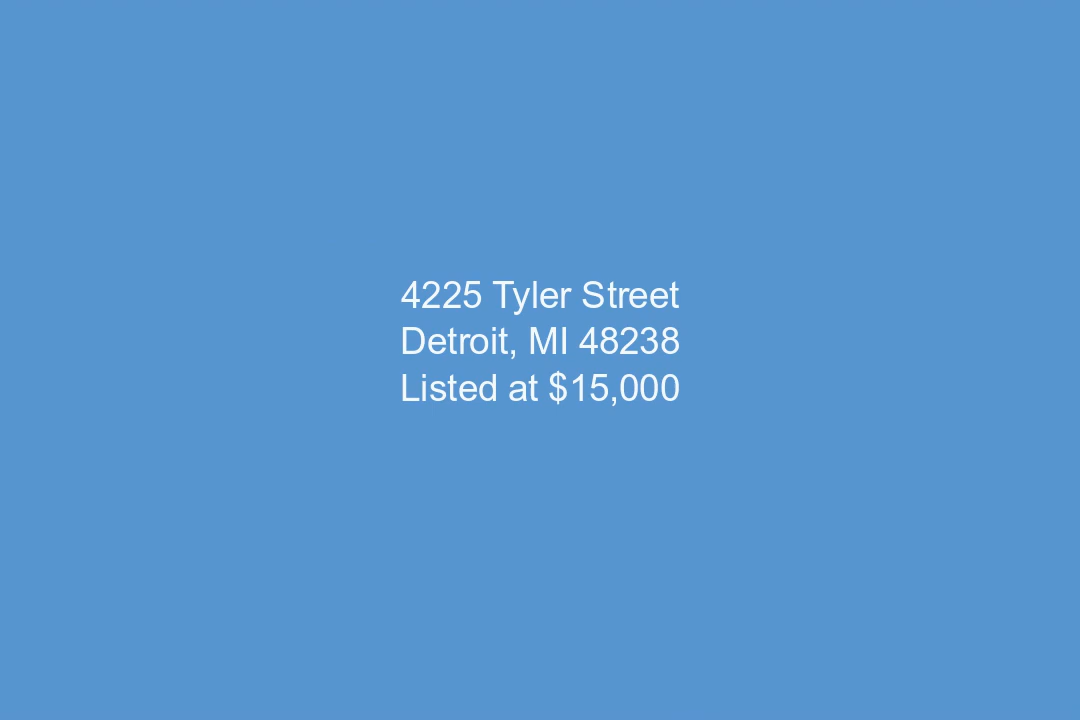 4225 Tyler Street
Detroit, MI 48238
Listed at $15,000